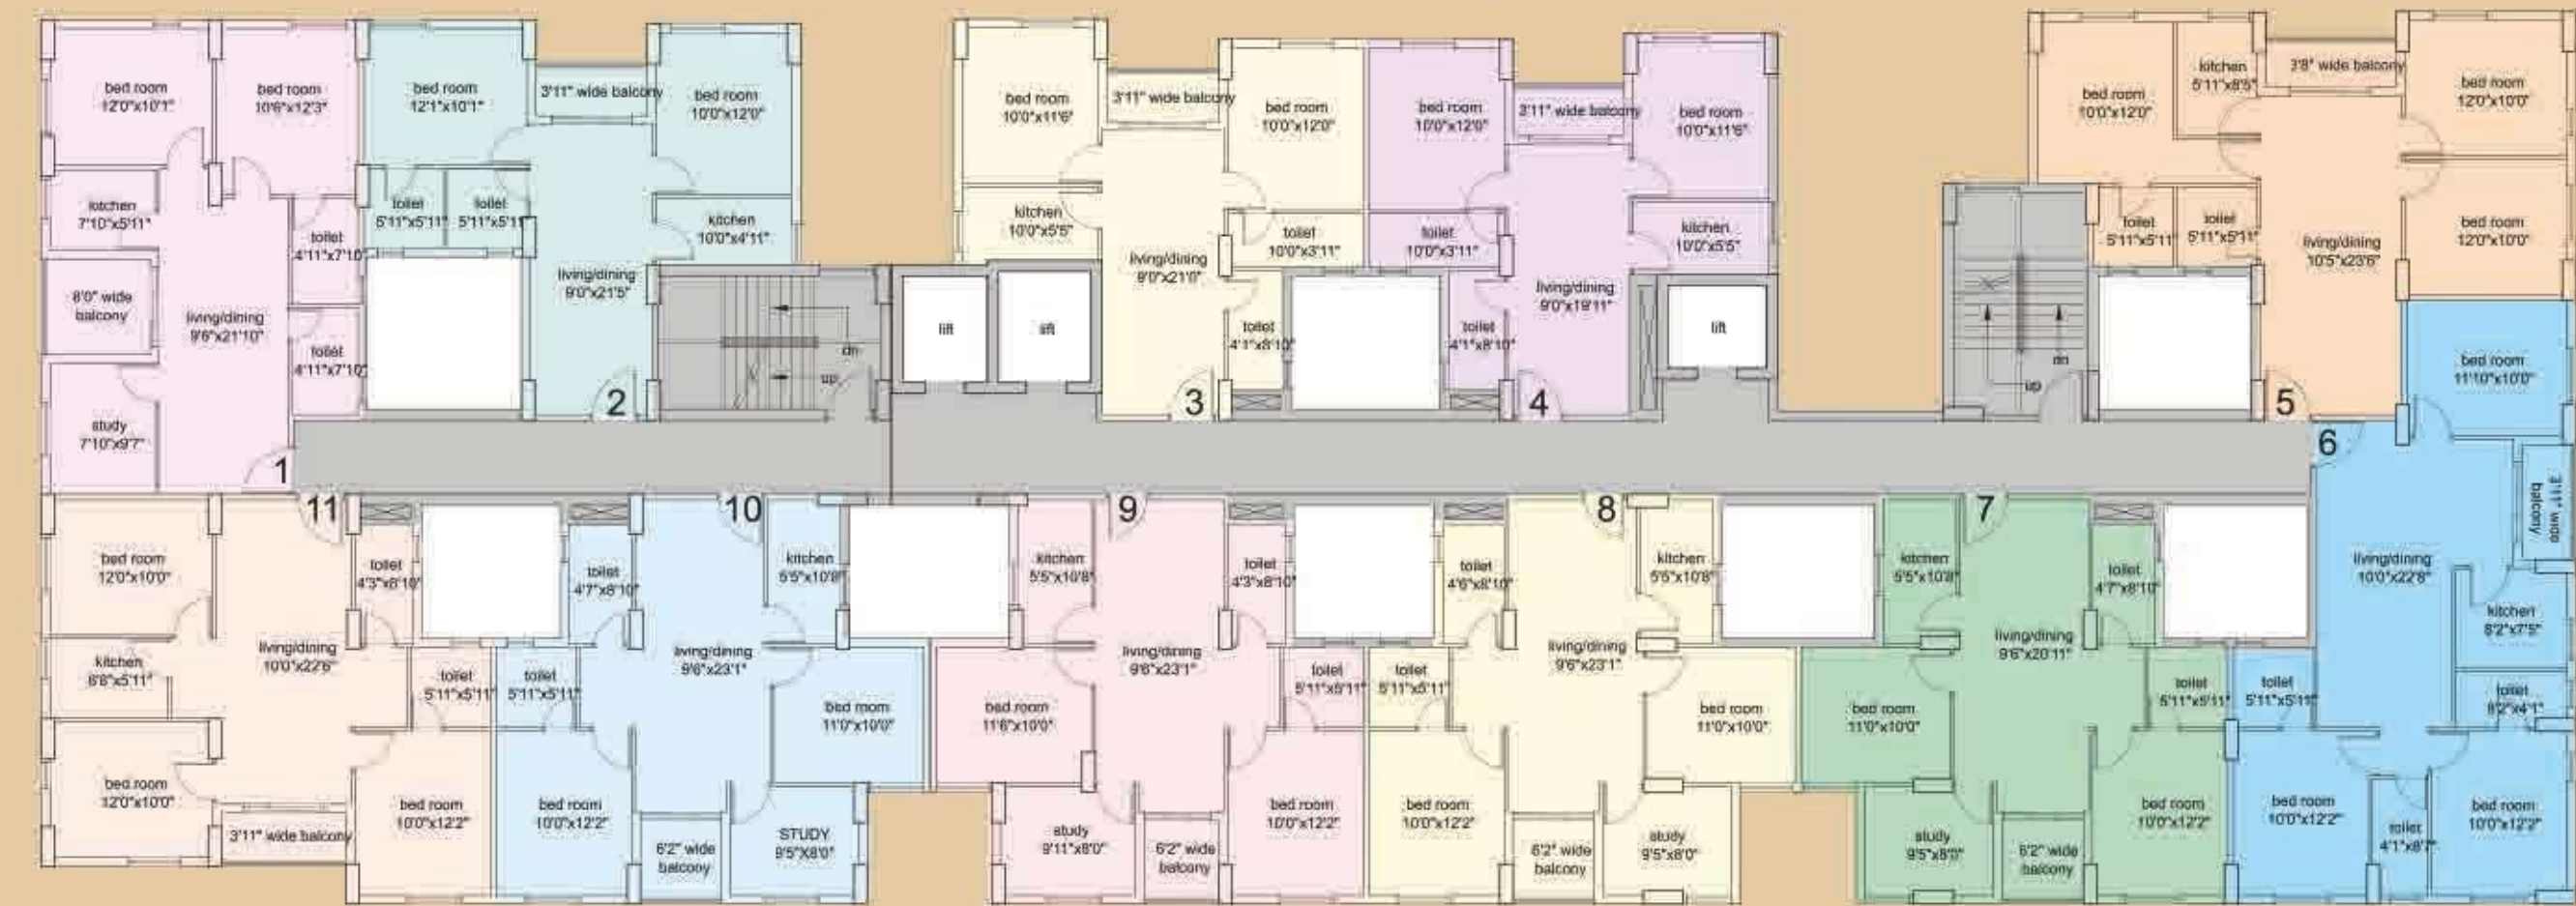 bed room
12'0"x10'1"
bed room
10'6"x12'3"
kitchen
7'10"x5'11"
toilet
4'11"x7'10"
8'0" wide
balcony
living/dining
9'6"x21'10"
toilet
4'11"x7'10"
study
7'10"x9'7"
1
bed room
12'1"x10'1"
3'11" wide balcony
bed room
10'0"x12'0"
toilet
5'11"x5'11"
toilet
5'11"x5'11"
kitchen
10'0"x4'11"
living/dining
9'0"x21'5"
2
dn
up
lift
lift
bed room
10'0"x11'6"
3'11" wide balcony
bed room
10'0"x12'0"
kitchen
10'0"x5'5"
toilet
10'0"x3'11"
living/dining
9'0"x21'0"
toilet
4'1"x8'10"
3
bed room
10'0"x12'0"
3'11" wide balcony
bed room
10'0"x11'6"
toilet
10'0"x3'11"
kitchen
10'0"x5'5"
living/dining
9'0"x19'11"
toilet
4'1"x8'10"
4
lift
dn
up
bed room
10'0"x12'0"
kitchen
5'11"x8'5"
3'8" wide balcony
bed room
12'0"x10'0"
toilet
5'11"x5'11"
toilet
5'11"x5'11"
living/dining
10'5"x23'6"
bed room
12'0"x10'0"
5
bed room
11'10"x10'0"
6
3'11" wide
balcony
living/dining
10'0"x22'8"
kitchen
8'2"x7'5"
toilet
5'11"x5'11"
toilet
8'2"x4'1"
bed room
10'0"x12'2"
toilet
4'1"x8'7"
bed room
10'0"x12'2"
11
bed room
12'0"x10'0"
toilet
4'3"x8'10"
kitchen
8'8"x5'11"
living/dining
10'0"x22'6"
toilet
5'11"x5'11"
bed room
12'0"x10'0"
3'11" wide balcony
bed room
10'0"x12'2"
10
toilet
4'7"x8'10"
kitchen
5'5"x10'8"
toilet
5'11"x5'11"
living/dining
9'6"x23'1"
bed room
11'0"x10'0"
bed room
10'0"x12'2"
6'2" wide
balcony
STUDY
9'5"X8'0"
9
kitchen
5'5"x10'8"
toilet
4'3"x8'10"
living/dining
9'6"x23'1"
toilet
5'11"x5'11"
bed room
11'6"x10'0"
study
9'11"x8'0"
6'2" wide
balcony
bed room
10'0"x12'2"
8
toilet
4'6"x8'10"
kitchen
5'5"x10'8"
toilet
5'11"x5'11"
living/dining
9'6"x23'1"
bed room
11'0"x10'0"
bed room
10'0"x12'2"
6'2" wide
balcony
study
9'5"x8'0"
7
kitchen
5'5"x10'8"
toilet
4'7"x8'10"
living/dining
9'6"x20'11"
toilet
5'11"x5'11"
bed room
11'0"x10'0"
study
9'5"x8'0"
6'2" wide
balcony
bed room
10'0"x12'2"